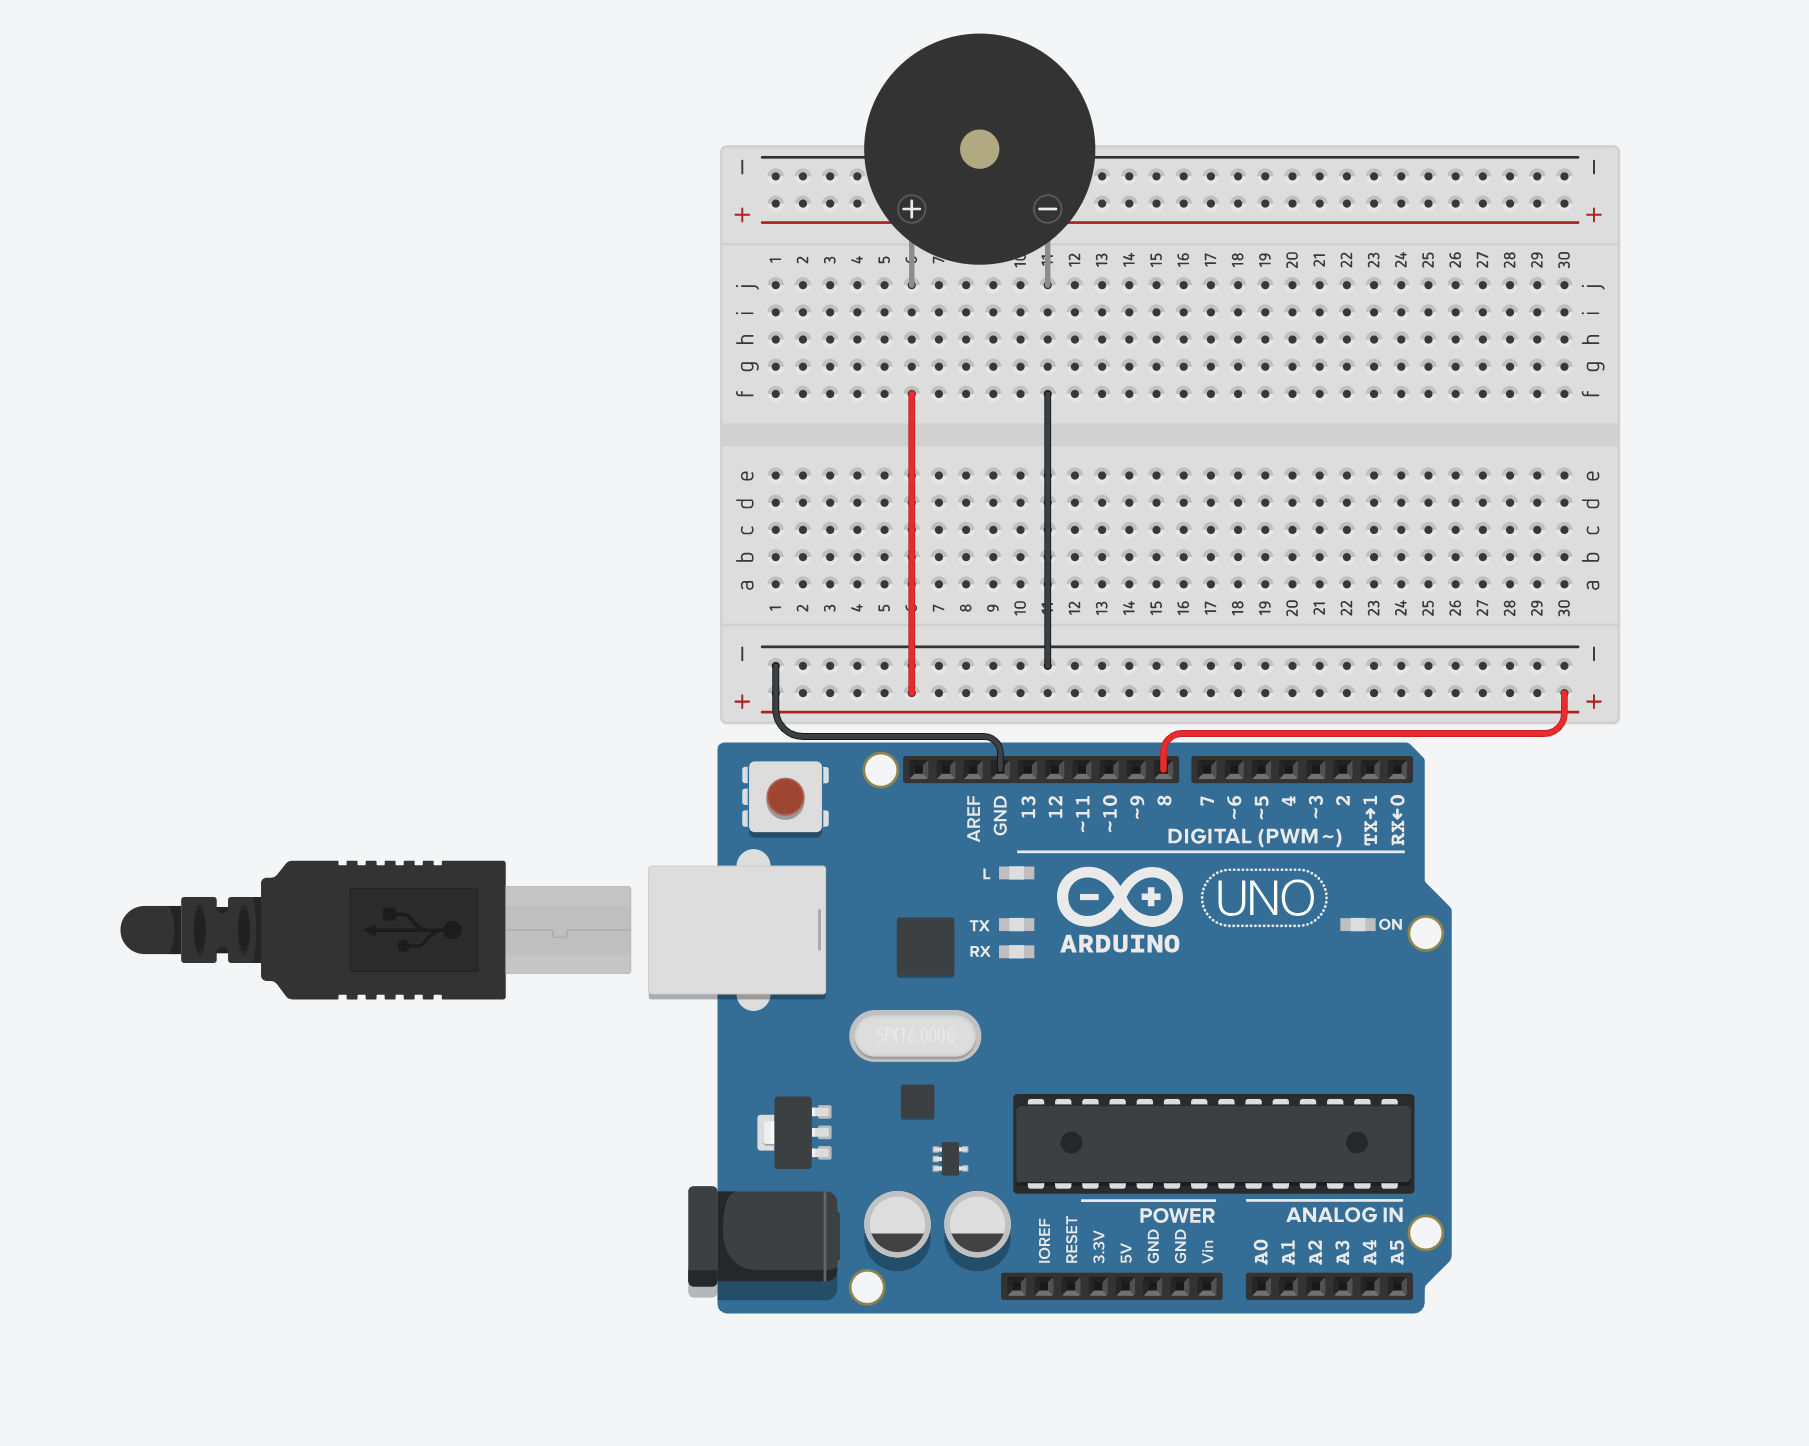 − −
+ +
1 2 3 4 5 6 7 10 11 12 13 14 15 16 17 18 19 20 21 22 23 24 25 26 27 28 29 30
j j
i i
h h
g g
f f
e e
d d
c c
b b
a a
1 2 3 4 5 6 7 8 9 10 11 12 13 14 15 16 17 18 19 20 21 22 23 24 25 26 27 28 29 30
− −
+ +
AREF GND 13 12 ~11 ~10 ~9 8 7 ~6 ~5 4 ~3 2 TX→1 RX←0
DIGITAL (PWM~)
L
UNO
TX
ON
RX
ARDUINO
SPK16.000G
POWER
ANALOG IN
IOREF RESET 3.3V 5V GND GND Vin A0 A1 A2 A3 A4 A5